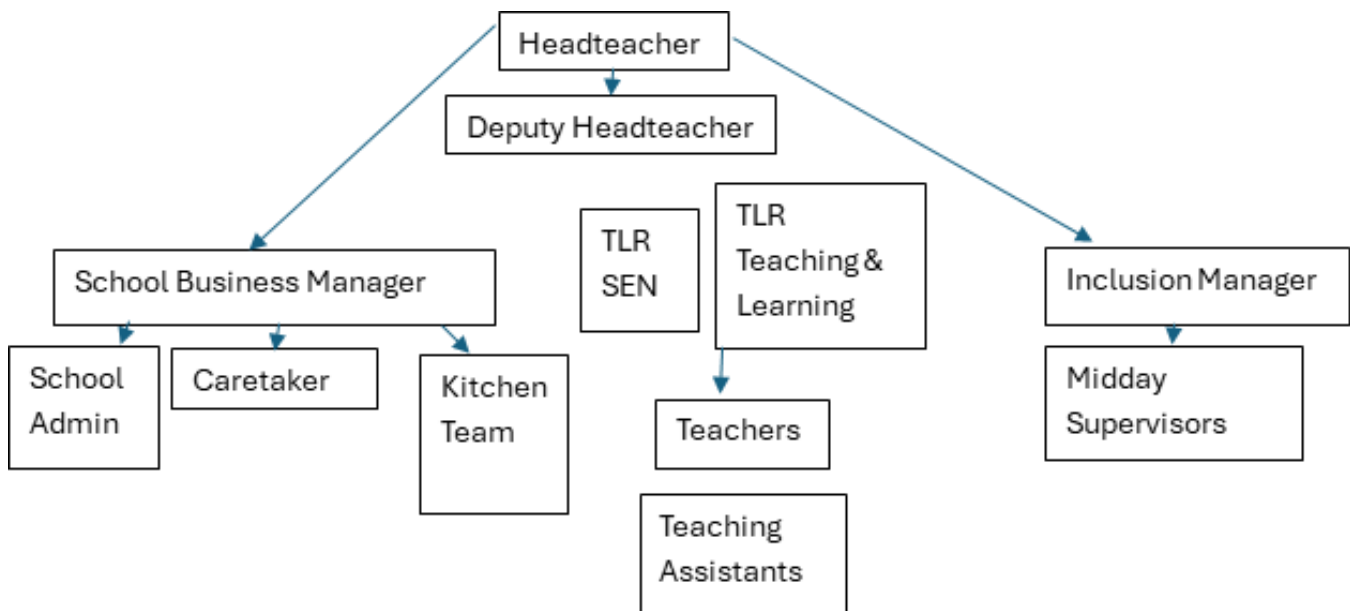 Headteacher
Deputy Headteacher
TLR
SEN
TLR
Teaching &
Learning
School Business Manager
Inclusion Manager
School
Admin
Caretaker
Kitchen
Team
Teachers
Midday
Supervisors
Teaching
Assistants